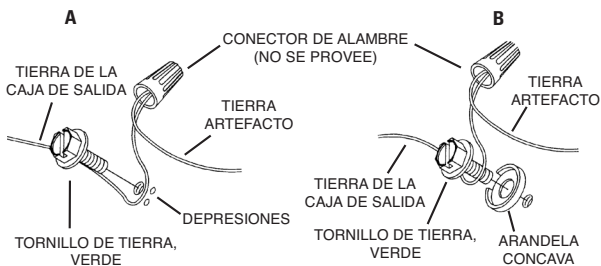 A
B
CONECTOR DE ALAMBRE
(NO SE PROVEE)
TIERRA DE LA
CAJA DE SALIDA
TIERRA
ARTEFACTO
DEPRESIONES
TORNILLO DE TIERRA,
VERDE
TIERRA
ARTEFACTO
TIERRA DE LA
CAJA DE SALIDA
TORNILLO DE TIERRA,
VERDE
ARANDELA
CONCAVA